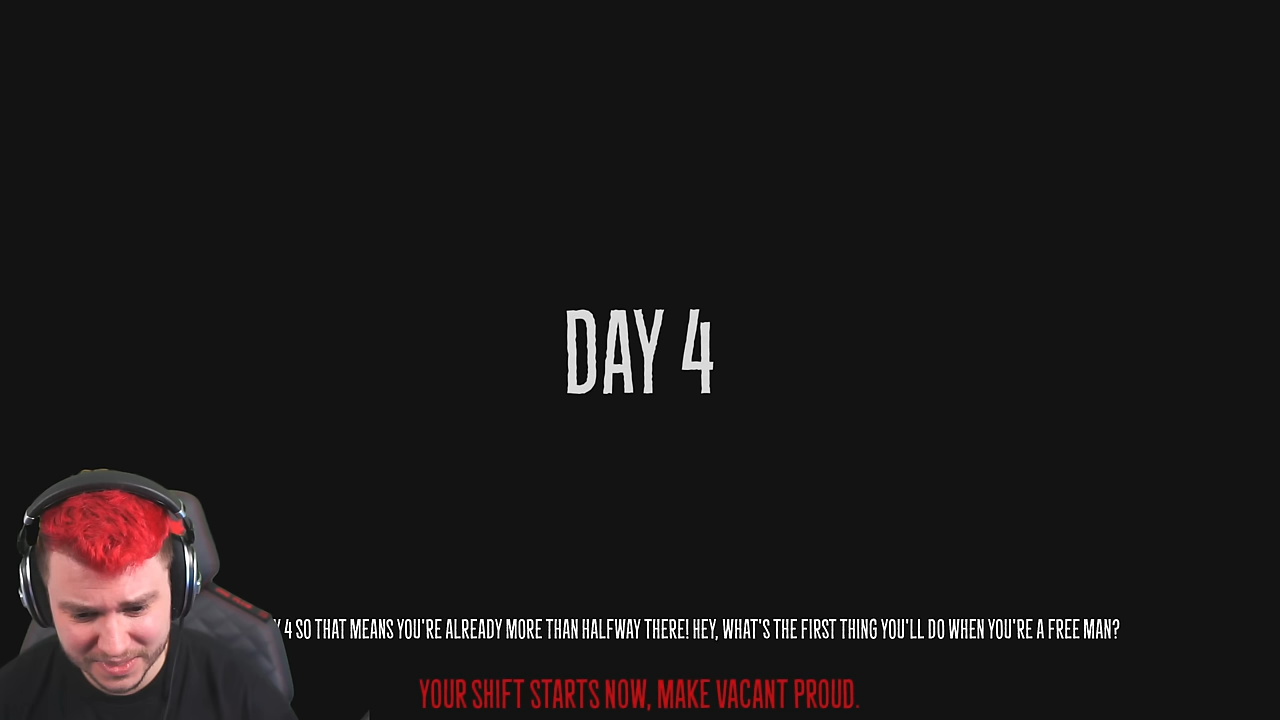 DAY 4
4 SO THAT MEANS YOU'RE ALREADY MORE THAN HALFWAY THERE! HEY, WHAT'S THE FIRST THING YOU'LL DO WHEN YOU'RE A FREE MAN?
YOUR SHIFT STARTS NOW, MAKE VACANT PROUD.